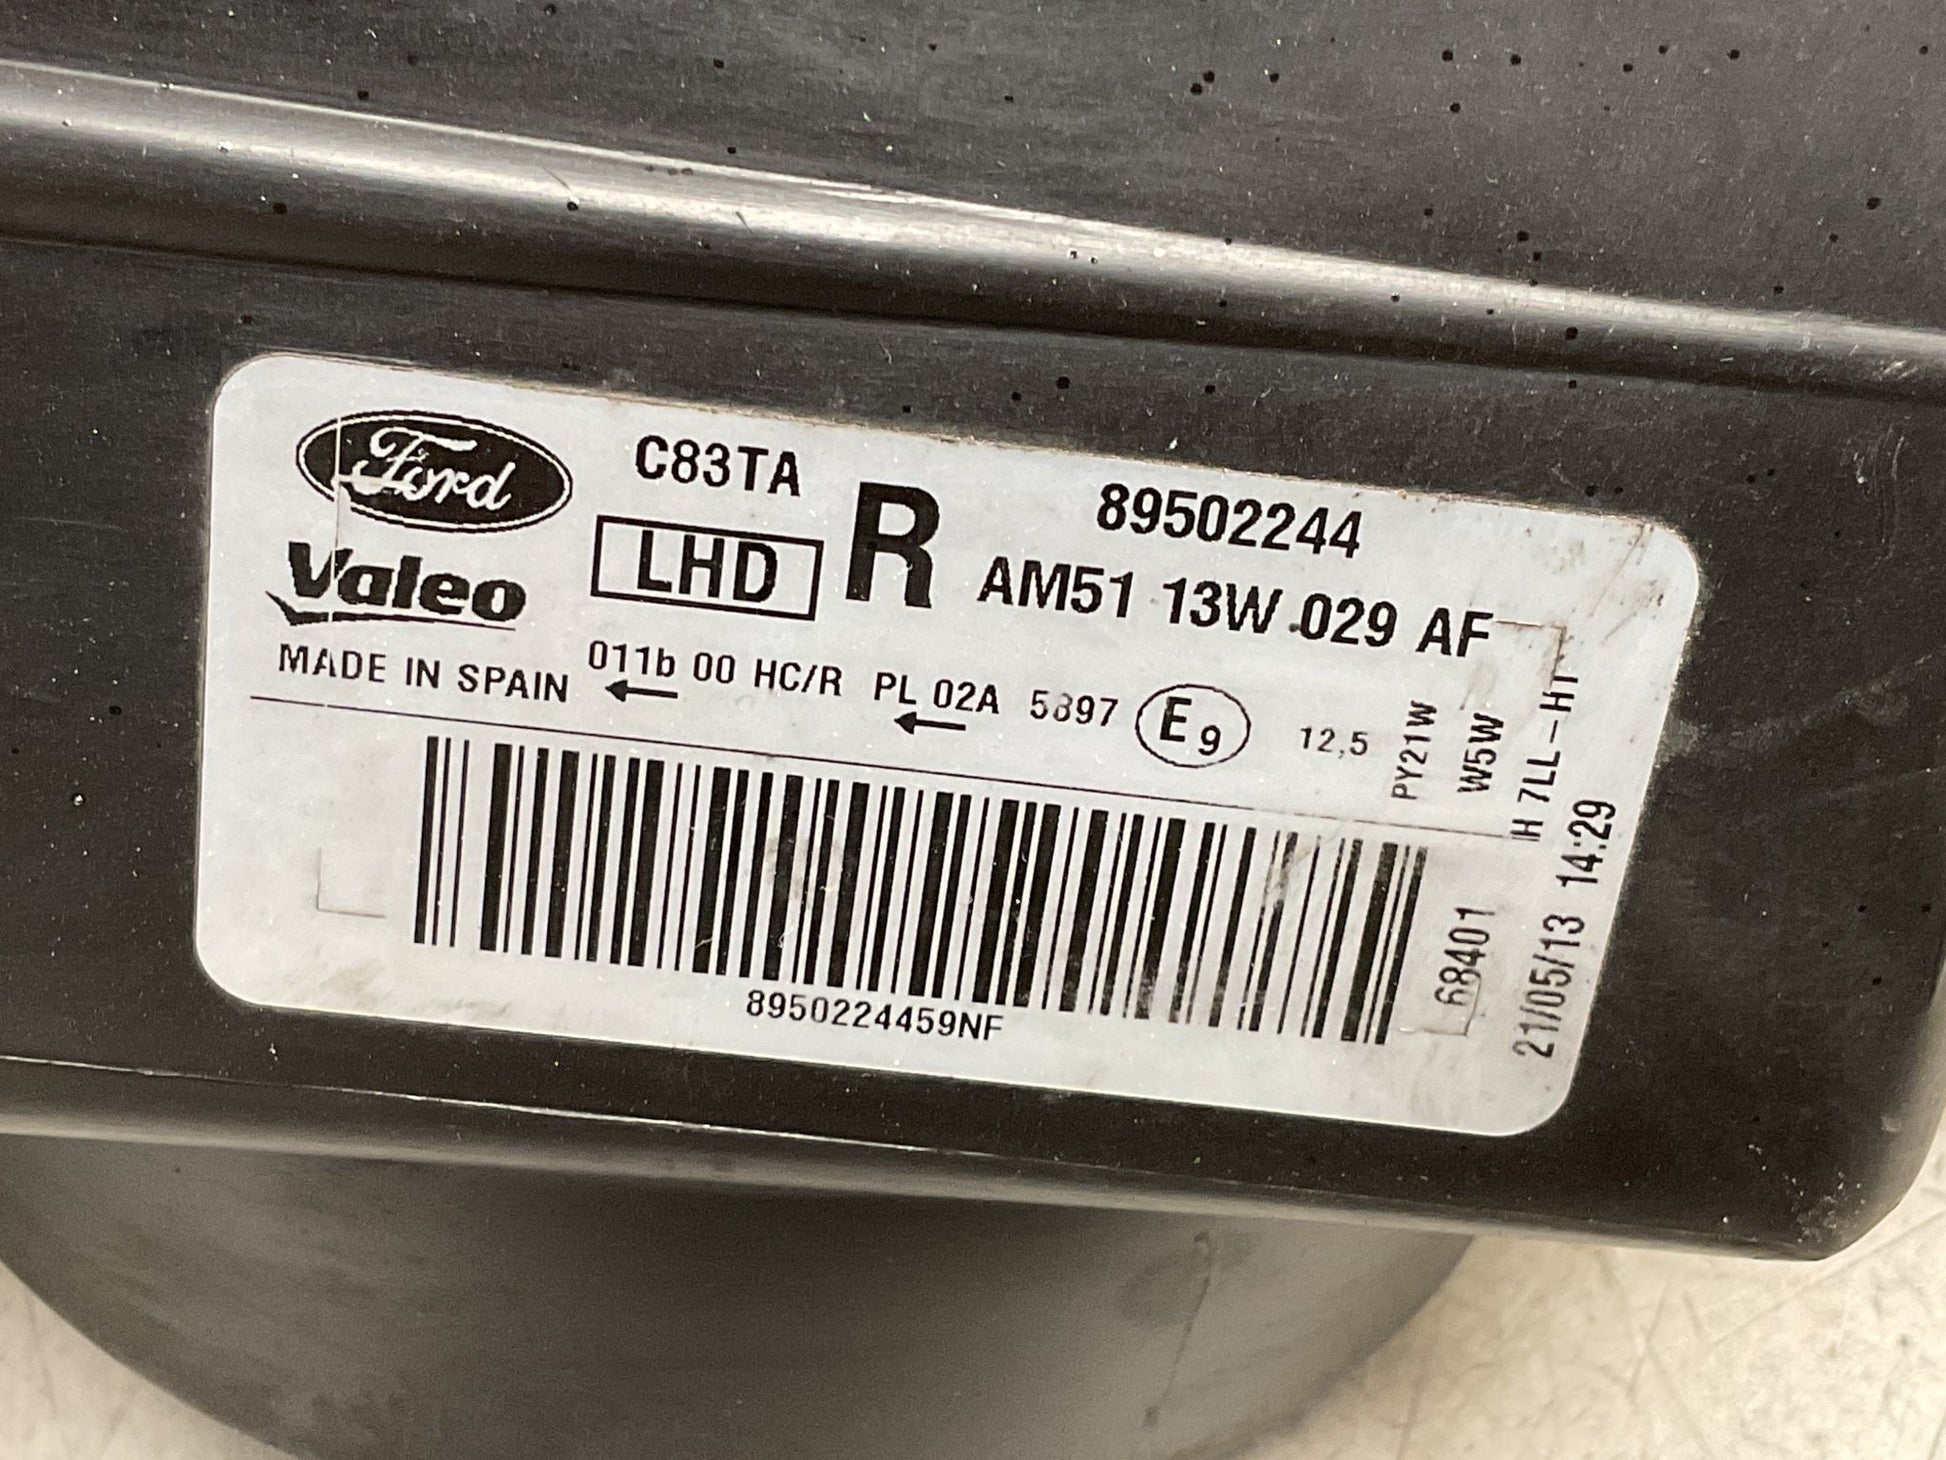 Ford
Valeo
MADE IN SPAIN
C83TA
LHD
R
89502244
AM51 13W 029 AF
011b 00 HC/R PL 02A 5897 E9 12,5
PY21W
W5W
H 7LL-H1
8950224459NF
68401
21/05/13 14:29